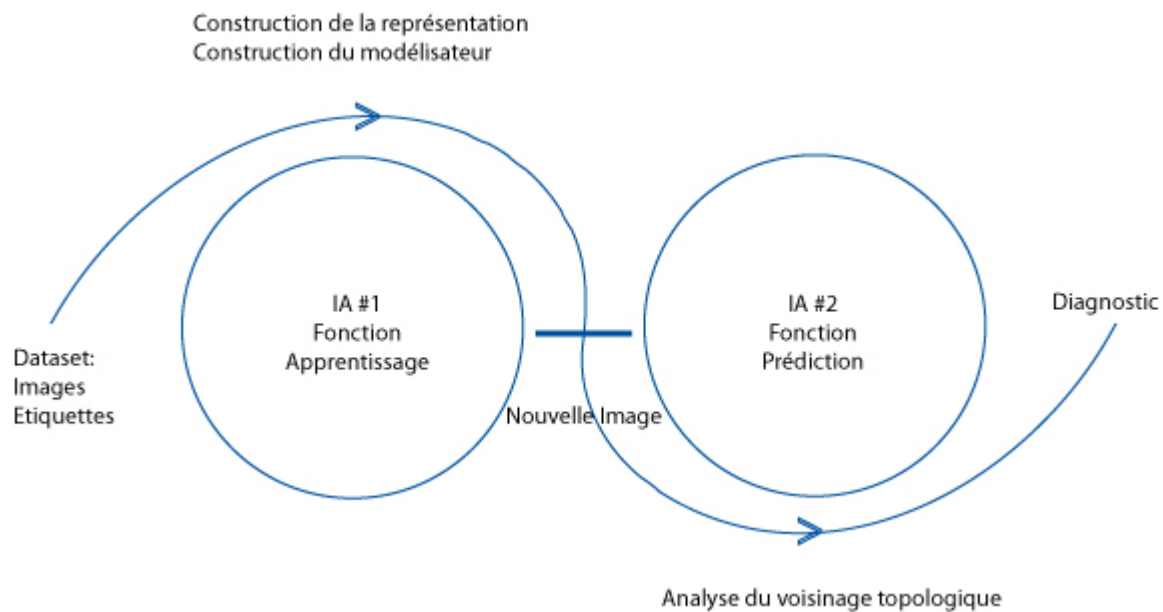 Construction de la représentation
Construction du modélisateur
IA #1
Fonction
Apprentissage
IA #2
Fonction
Prédiction
Diagnostic
Dataset:
Images
Etiquettes
Nouvelle Image
Analyse du voisinage topologique